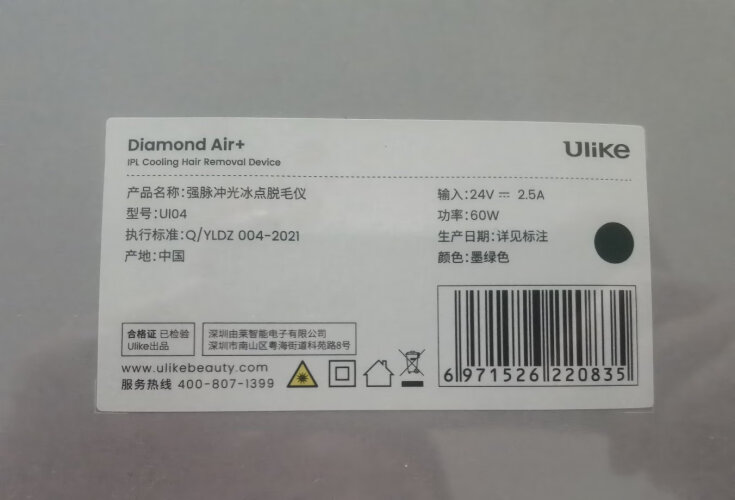 Diamond Air+
IPL Cooling Hair Removal Device
Ulike
产品名称:强脉冲光冰点脱毛仪
型号:UI04
执行标准:Q/YLDZ 004-2021
产地:中国
输入:24V ⎓ 2.5A
功率:60W
生产日期:详见标注
颜色:墨绿色
合格证 已检验
Ulike出品
深圳由莱智能电子有限公司
深圳市南山区粤海街道科苑路8号
www.ulikebeauty.com
服务热线 400-807-1399
6 971526 220835